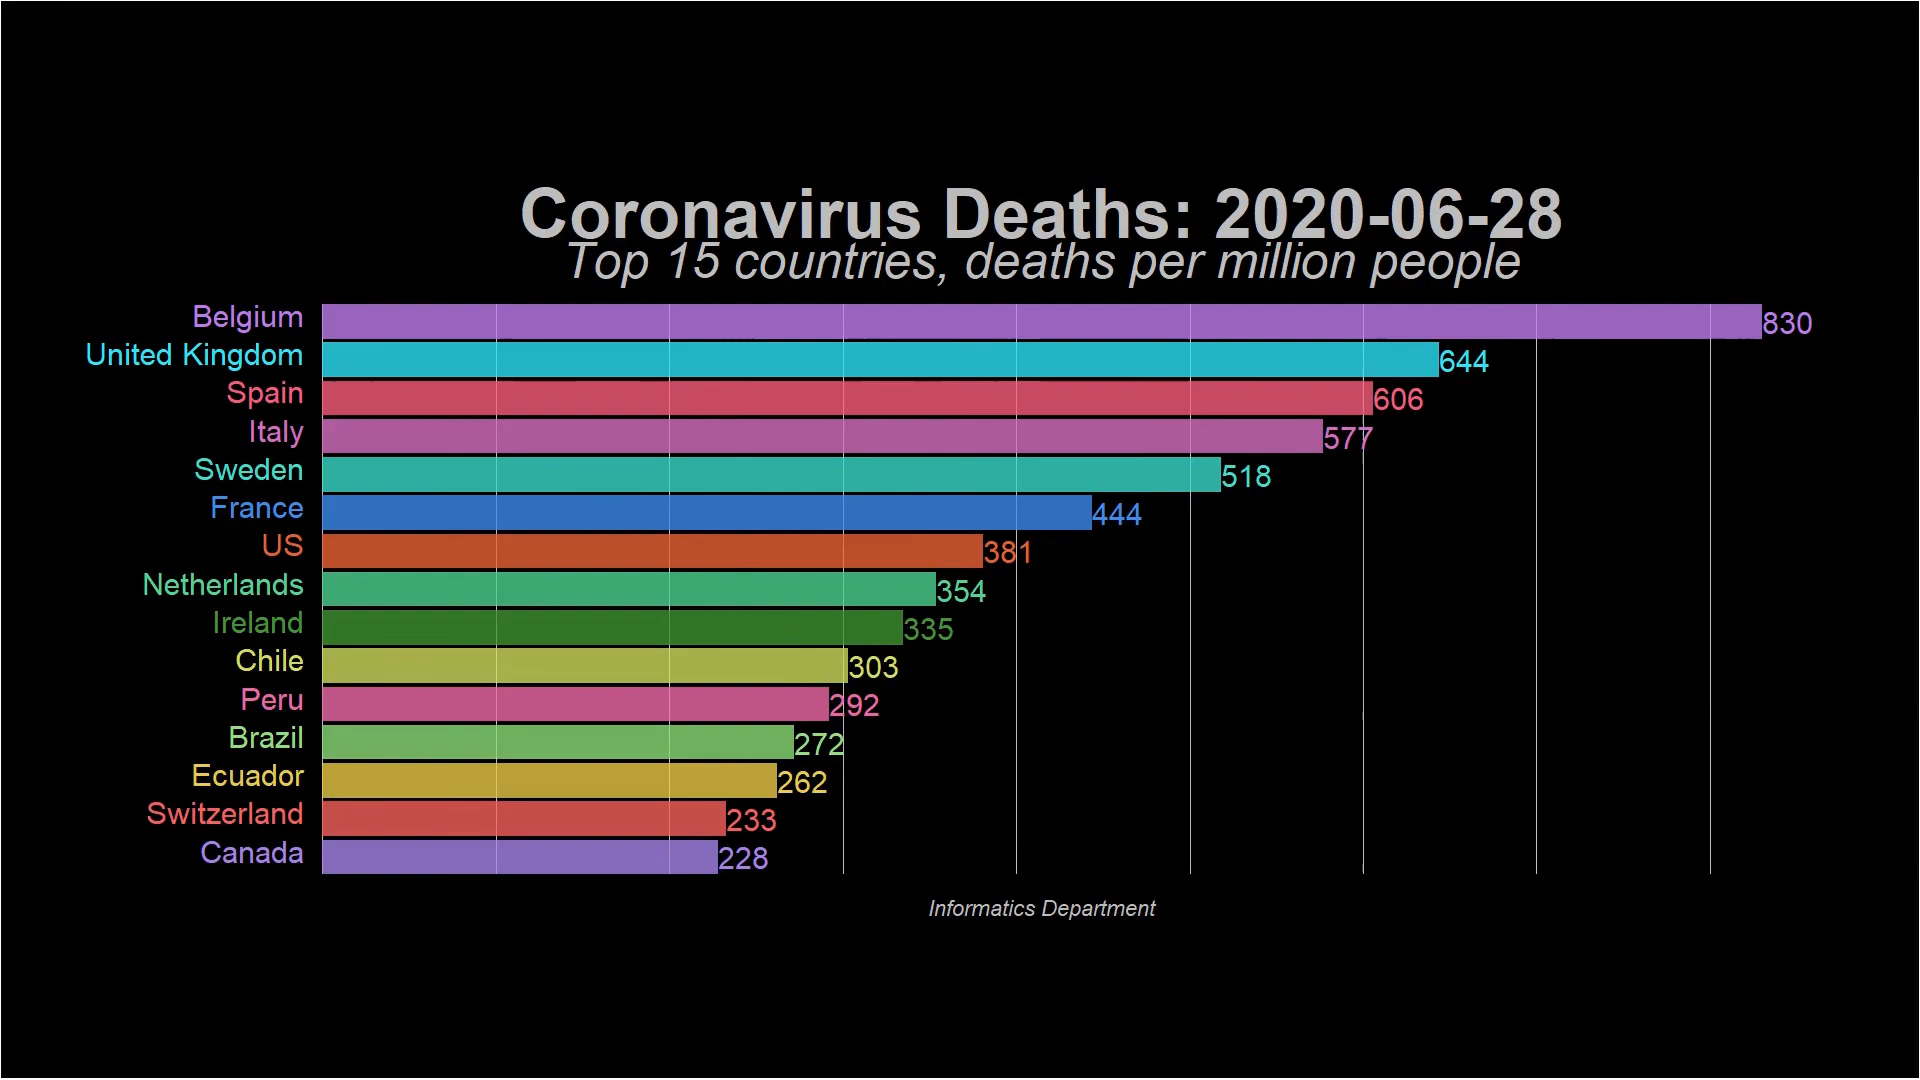 Coronavirus Deaths: 2020-06-28
Top 15 countries, deaths per million people
Belgium 830
United Kingdom 644
Spain 606
Italy 577
Sweden 518
France 444
US 381
Netherlands 354
Ireland 335
Chile 303
Peru 292
Brazil 272
Ecuador 262
Switzerland 233
Canada 228
Informatics Department